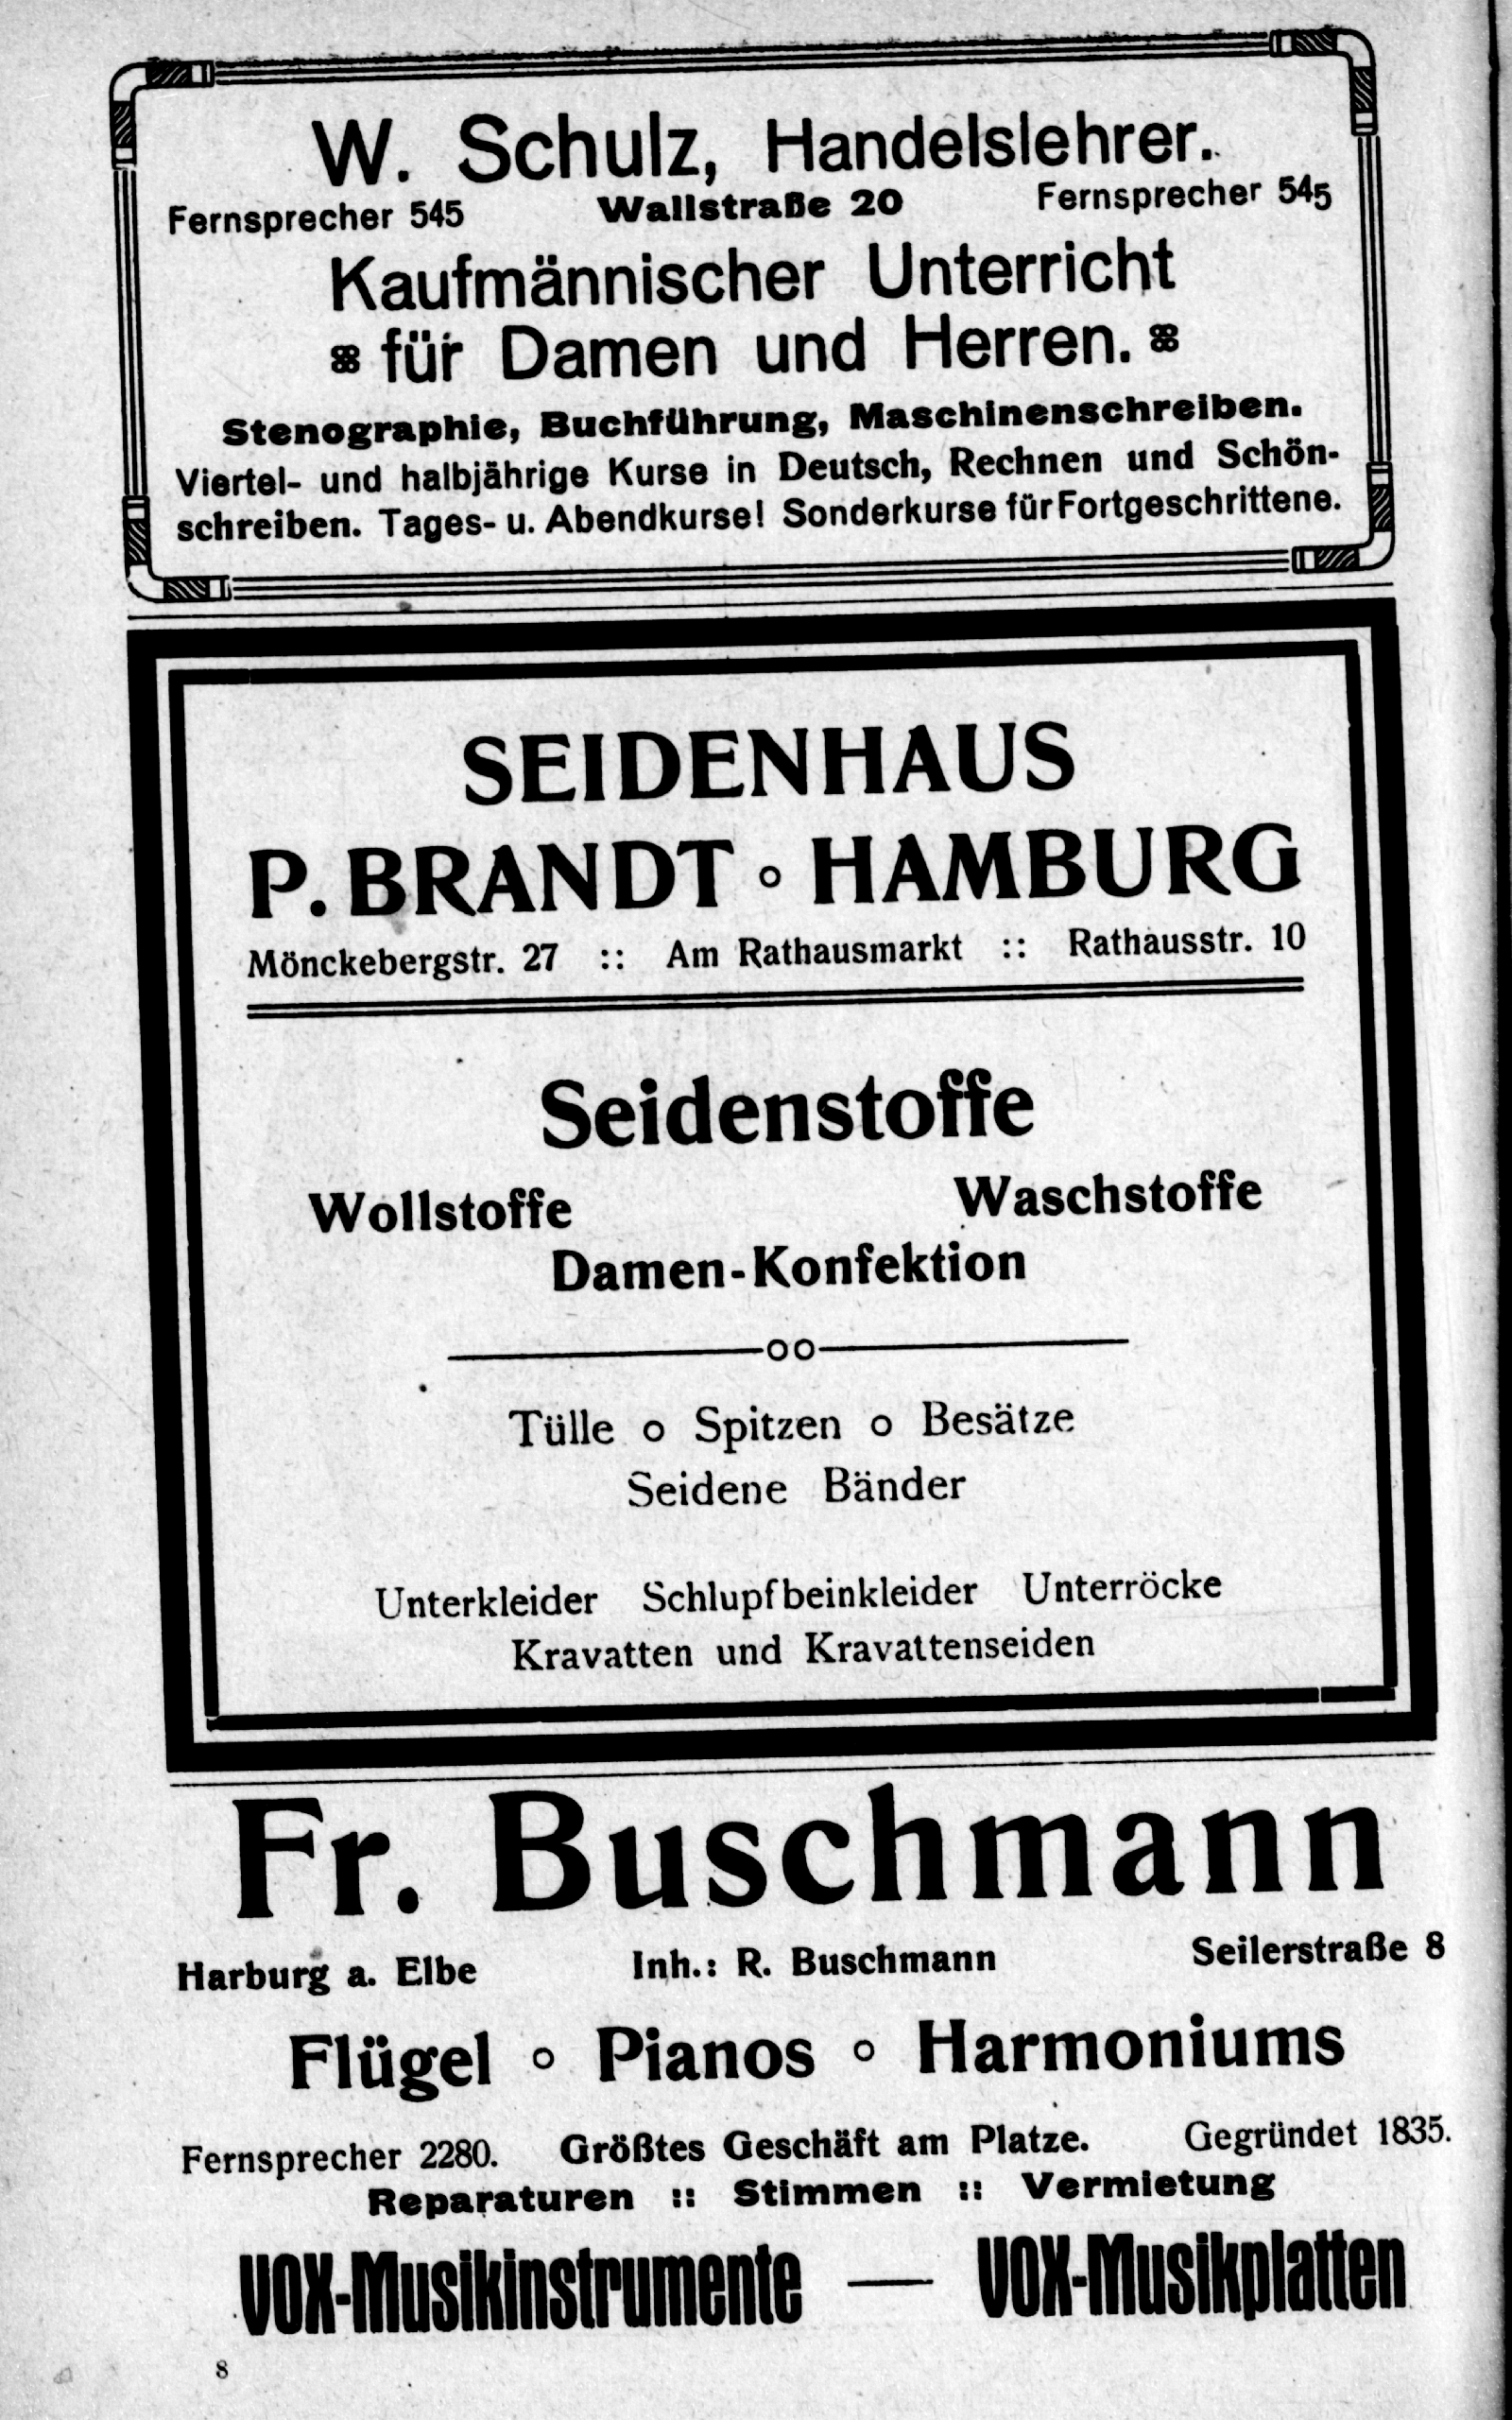 W. Schulz, Handelslehrer.
Fernsprecher 545 Wallstraße 20 Fernsprecher 545
Kaufmännischer Unterricht
für Damen und Herren.
Stenographie, Buchführung, Maschinenschreiben.
Viertel- und halbjährige Kurse in Deutsch, Rechnen und Schön-
schreiben. Tages- u. Abendkurse! Sonderkurse für Fortgeschrittene.
SEIDENHAUS
P. BRANDT ∘ HAMBURG
Mönckebergstr. 27 :: Am Rathausmarkt :: Rathausstr. 10
Seidenstoffe
Wollstoffe Waschstoffe
Damen-Konfektion
Tülle o Spitzen o Besätze
Seidene Bänder
Unterkleider Schlupfbeinkleider Unterröcke
Kravatten und Kravattenseiden
Fr. Buschmann
Harburg a. Elbe Inh.: R. Buschmann Seilerstraße 8
Flügel ∘ Pianos ∘ Harmoniums
Fernsprecher 2280. Größtes Geschäft am Platze. Gegründet 1835.
Reparaturen :: Stimmen :: Vermietung
VOX-Musikinstrumente — VOX-Musikplatten
8